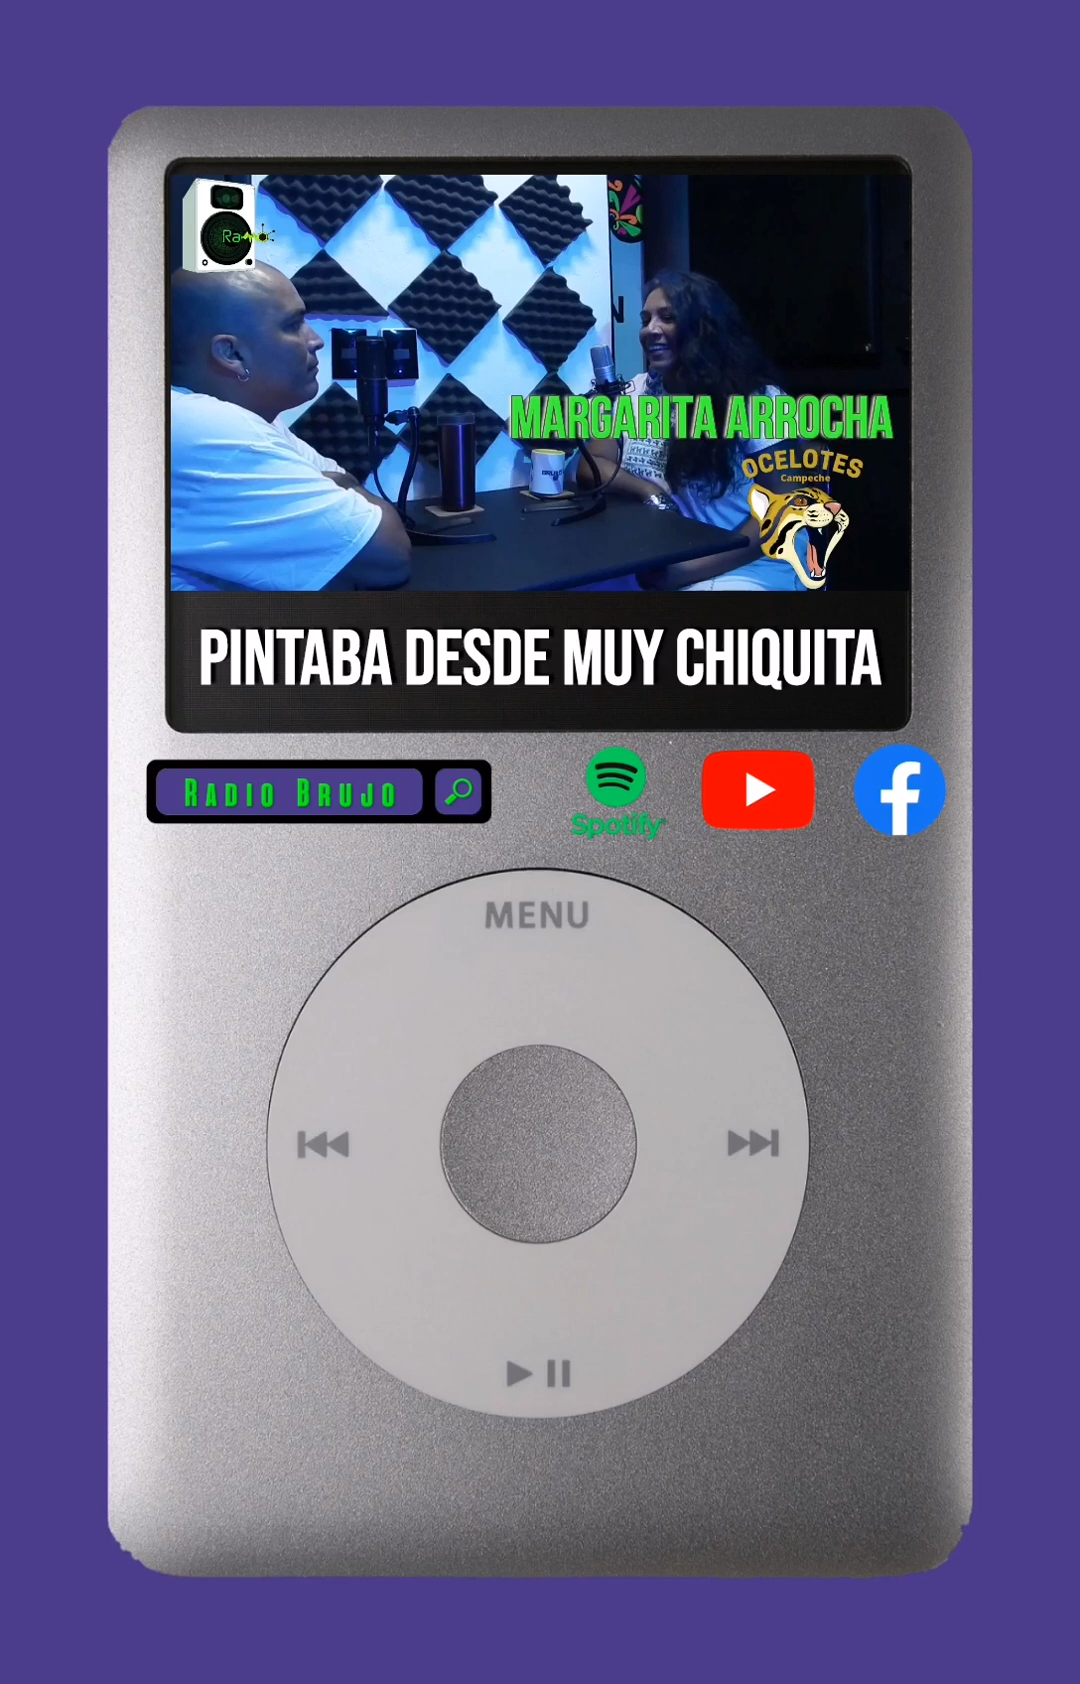 MARGARITA ARROCHA
OCELOTES
Campeche
PINTABA DESDE MUY CHIQUITA
RADIO BRUJO
Spotify
MENU